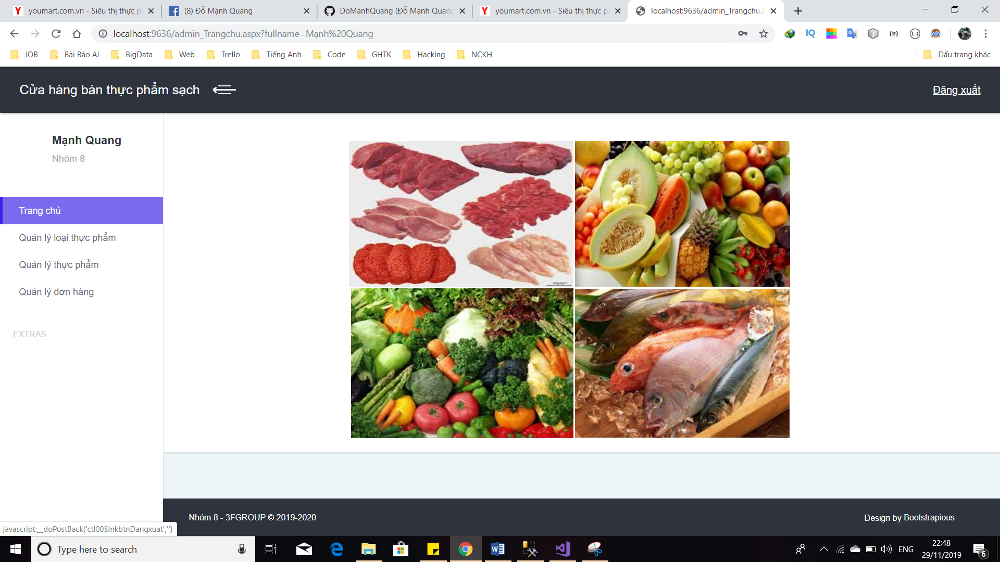 youmart.com.vn - Siêu thị thực p
(8) Đỗ Mạnh Quang
DoManhQuang (Đỗ Mạnh Quang
youmart.com.vn - Siêu thị thực p
localhost:9636/admin_Trangchu.a
localhost:9636/admin_Trangchu.aspx?fullname=Mạnh%20Quang
JOB
Bài Báo AI
BigData
Web
Trello
Tiếng Anh
Code
GHTK
Hacking
NCKH
Dấu trang khác
Cửa hàng bán thực phẩm sạch
Đăng xuất
Mạnh Quang
Nhóm 8
Trang chủ
Quản lý loại thực phẩm
Quản lý thực phẩm
Quản lý đơn hàng
EXTRAS
Nhóm 8 - 3FGROUP © 2019-2020
Design by Bootstrapious
javascript:__doPostBack('ctl00$lnkbtnDangxuat','')
Type here to search
ENG
22:48
29/11/2019
6